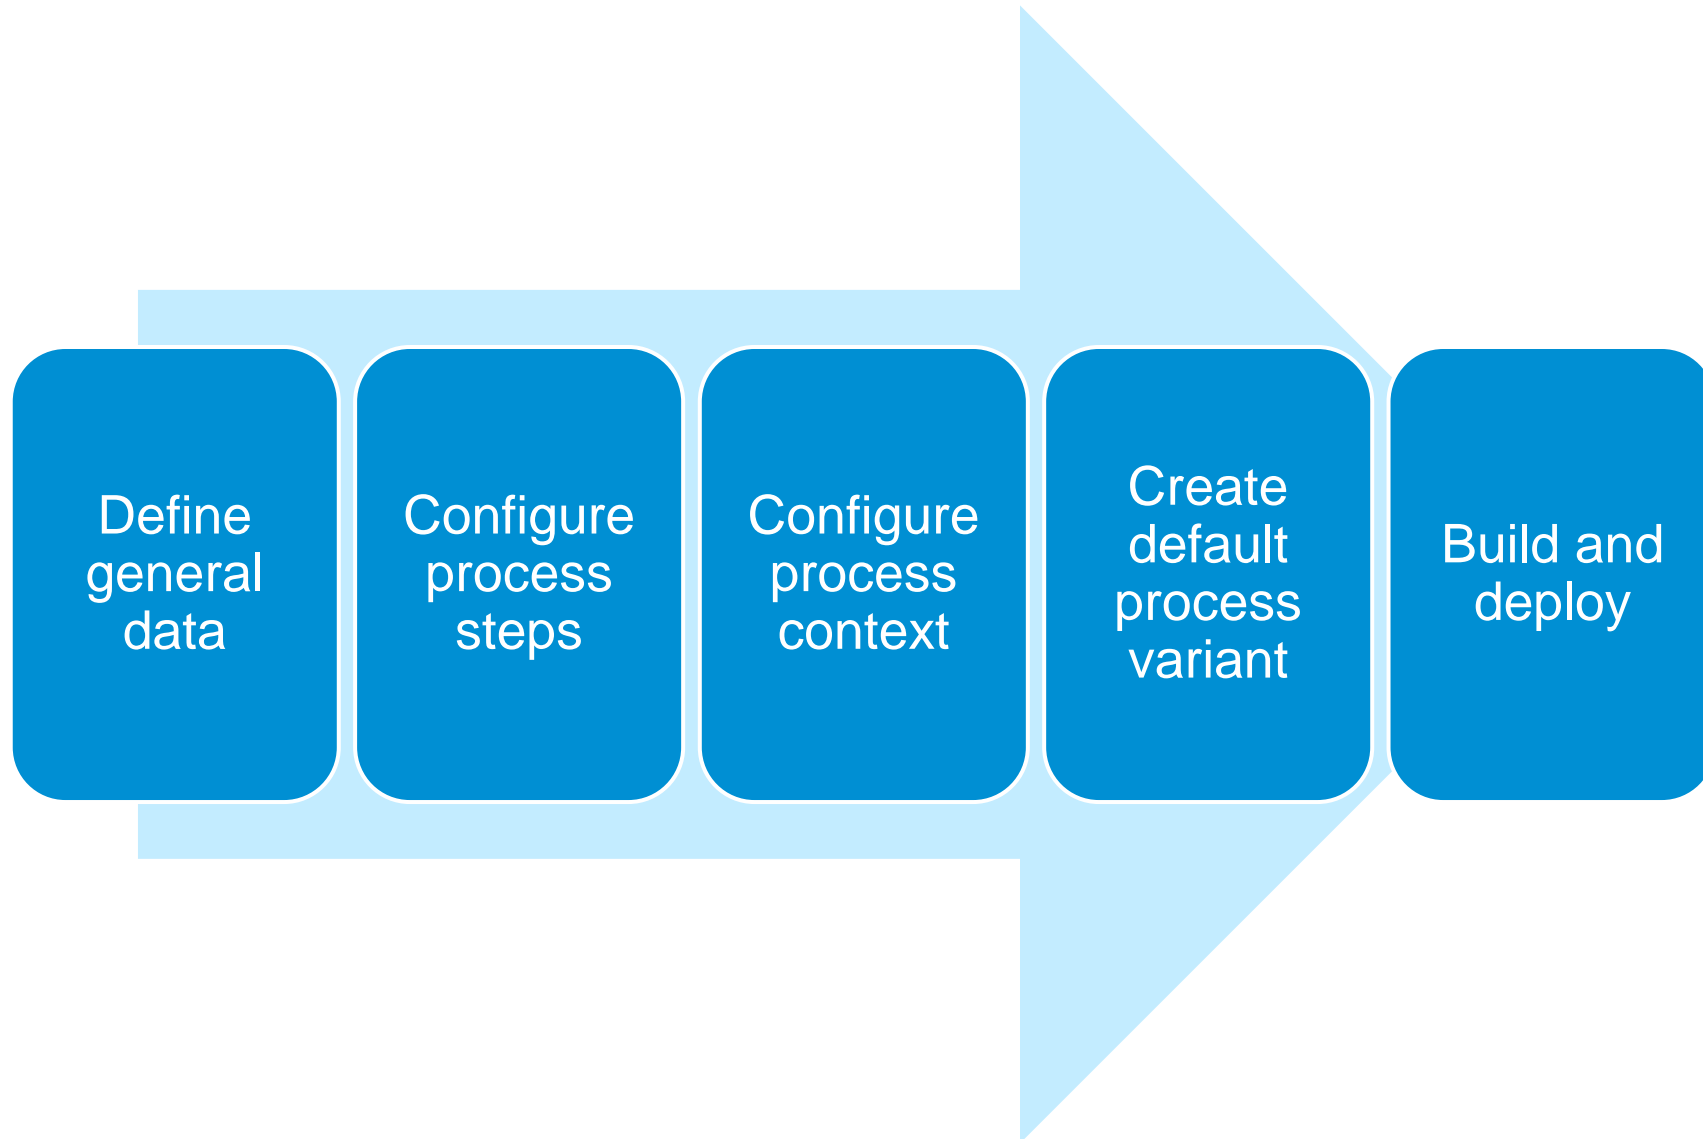 Define
general
data
Configure
process
steps
Configure
process
context
Create
default
process
variant
Build and
deploy